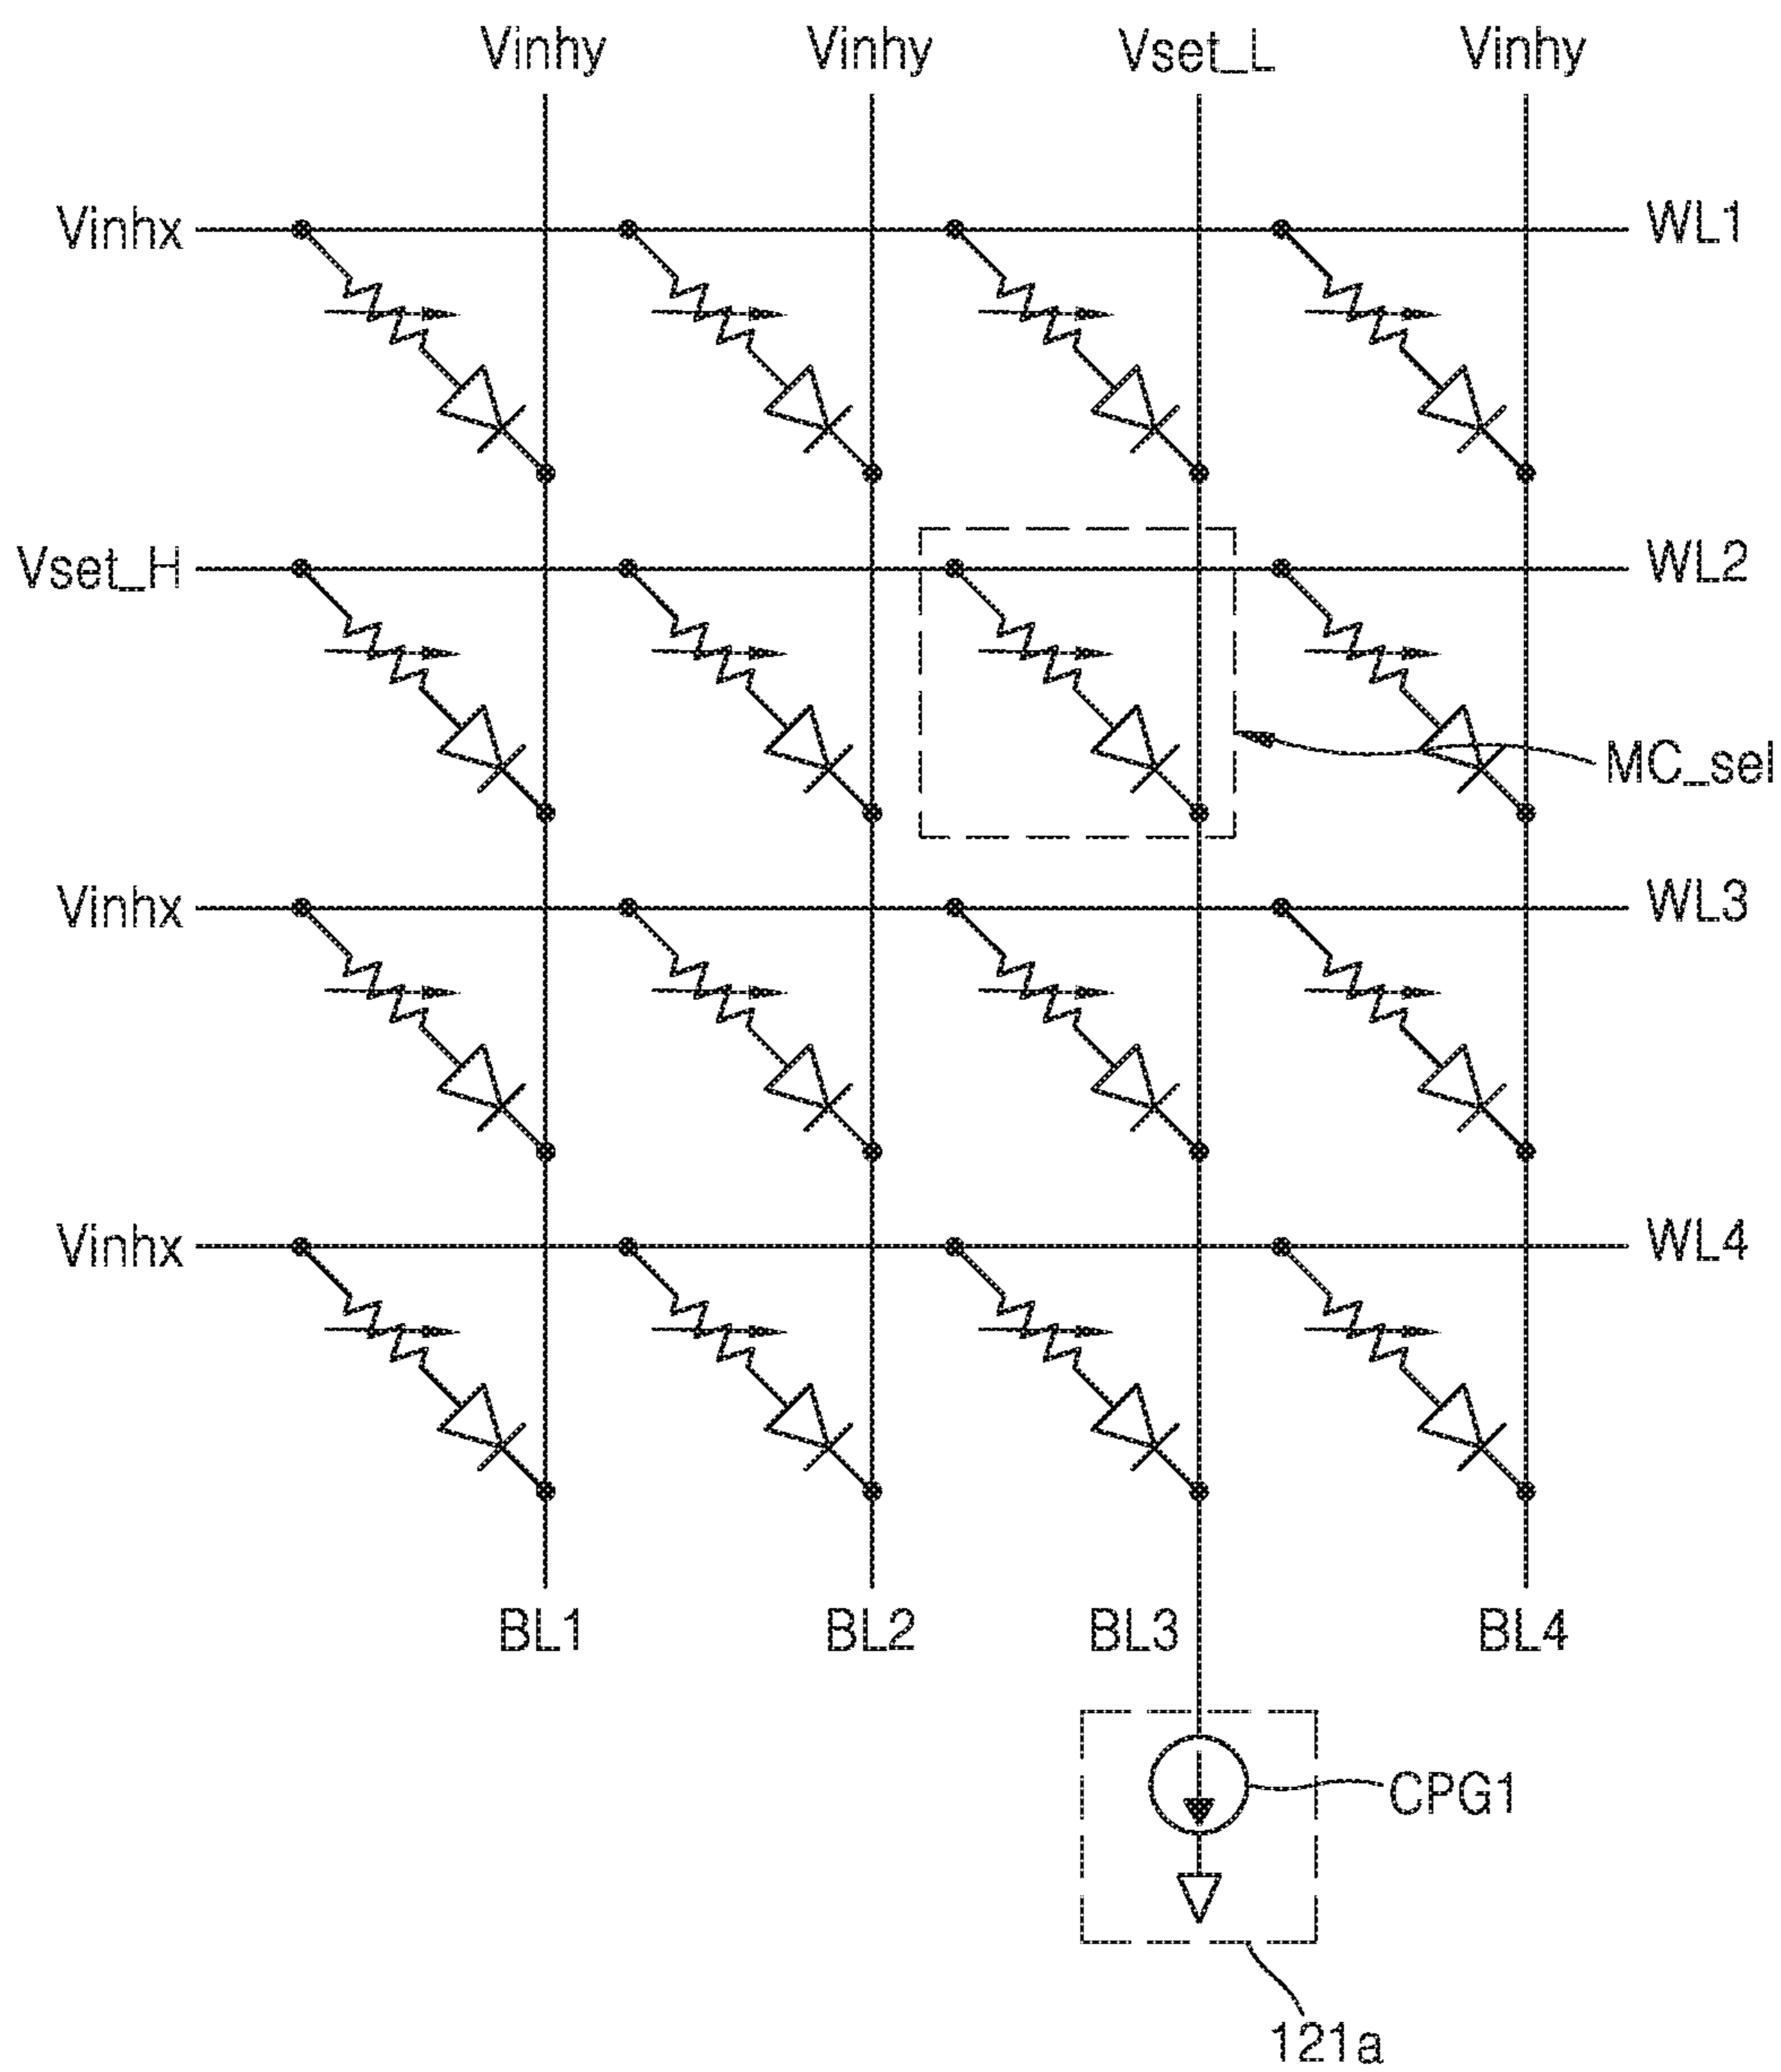 Vinhy Vinhy Vset_L Vinhy
Vinhx WL1
Vset_H WL2
MC_sel
Vinhx WL3
Vinhx WL4
BL1 BL2 BL3 BL4
CPG1
121a